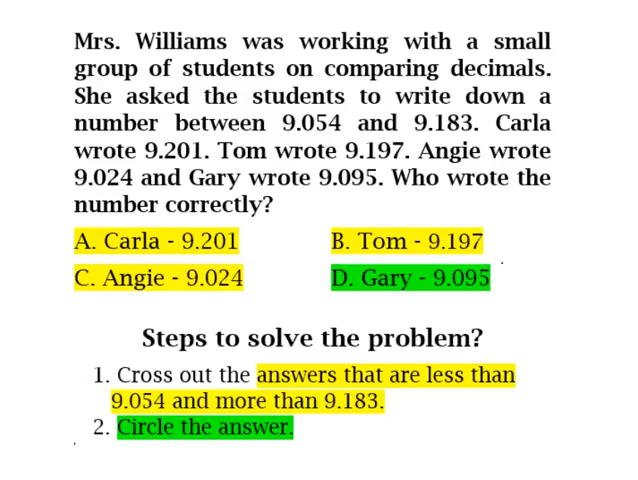 Mrs. Williams was working with a small
group of students on comparing decimals.
She asked the students to write down a
number between 9.054 and 9.183. Carla
wrote 9.201. Tom wrote 9.197. Angie wrote
9.024 and Gary wrote 9.095. Who wrote the
number correctly?
A. Carla - 9.201 B. Tom - 9.197
C. Angie - 9.024 D. Gary - 9.095
Steps to solve the problem?
1. Cross out the answers that are less than
9.054 and more than 9.183.
2. Circle the answer.